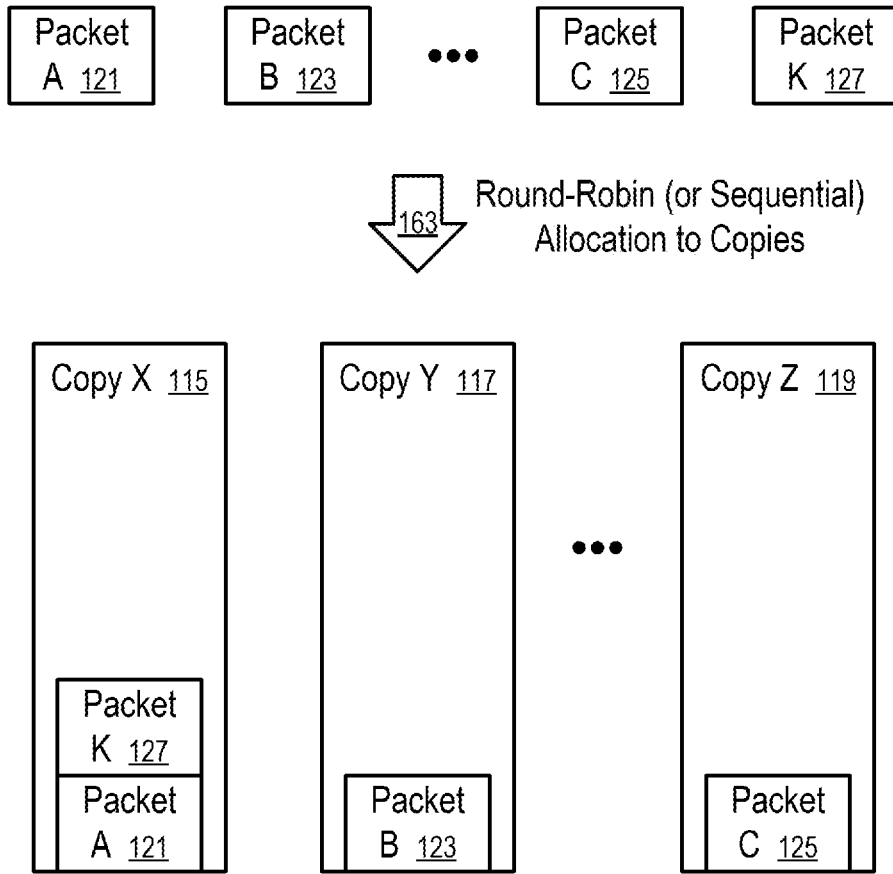 Packet
A 121
Packet
B 123
•••
Packet
C 125
Packet
K 127
163
Round-Robin (or Sequential)
Allocation to Copies
Copy X 115
Copy Y 117
Copy Z 119
•••
Packet
K 127
Packet
A 121
Packet
B 123
Packet
C 125